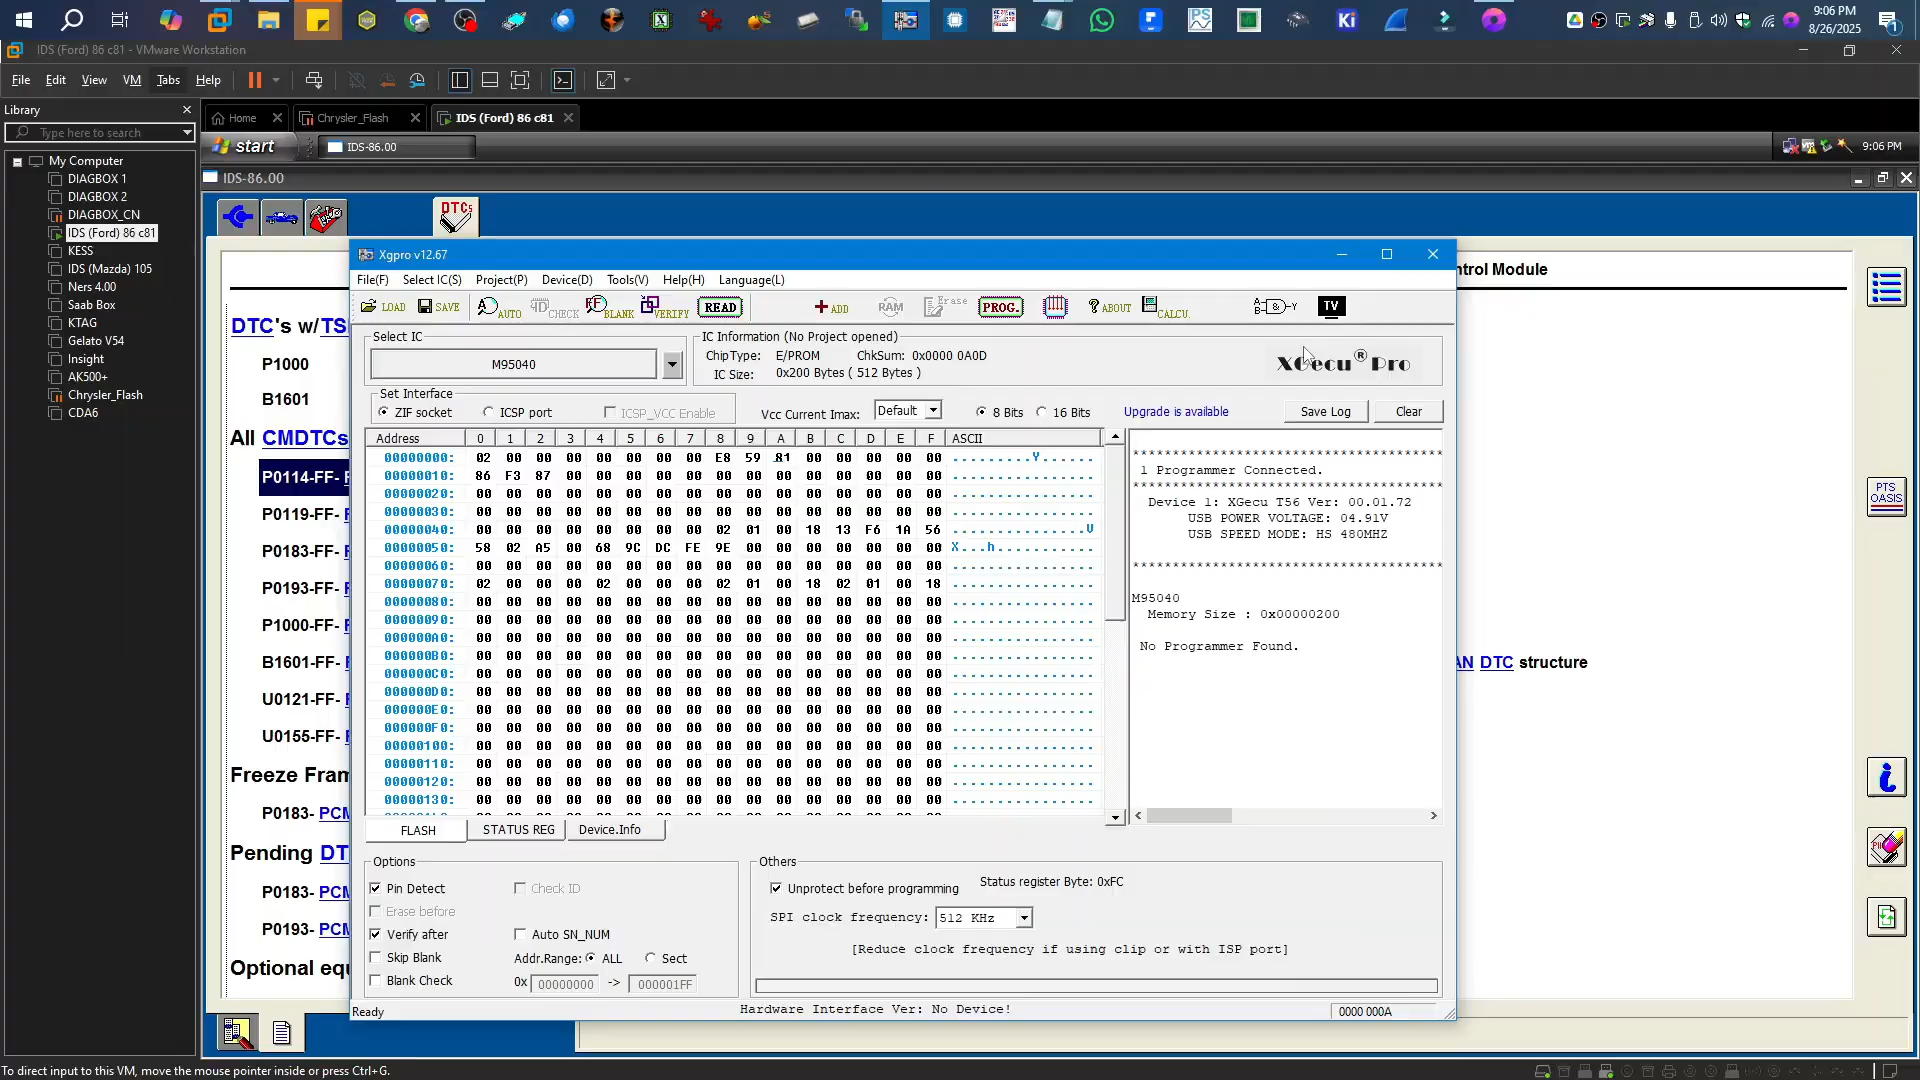 9:06 PM
8/26/2025
IDS (Ford) 86 c81 - VMware Workstation
File Edit View VM Tabs Help
Library
Type here to search
Home
Chrysler_Flash
IDS (Ford) 86 c81
start
IDS-86.00
9:06 PM
My Computer
DIAGBOX 1
DIAGBOX 2
DIAGBOX_CN
IDS (Ford) 86 c81
KESS
IDS (Mazda) 105
Ners 4.00
Saab Box
KTAG
Gelato V54
Insight
AK500+
Chrysler_Flash
CDA6
IDS-86.00
DTCs
ntrol Module
DTC's w/TS
P1000
B1601
All CMDTCs
P0114-FF-
P0119-FF-
P0183-FF-
P0193-FF-
P1000-FF-
B1601-FF-
U0121-FF-
U0155-FF-
Freeze Fram
P0183- PCM
Pending DT
P0183- PCM
P0193- PCM
Optional equ
AN DTC structure
PTS
OASIS
Xgpro v12.67
File(F) Select IC(S) Project(P) Device(D) Tools(V) Help(H) Language(L)
LOAD SAVE AUTO CHECK BLANK VERIFY READ ADD RAM Erase PROG. ABOUT CALCU. TV
Select IC
M95040
IC Information (No Project opened)
ChipType: E/PROM ChkSum: 0x0000 0A0D
IC Size: 0x200 Bytes ( 512 Bytes )
XGecu® Pro
Set Interface
ZIF socket ICSP port ICSP_VCC Enable
Vcc Current Imax: Default
8 Bits 16 Bits
Upgrade is available
Save Log Clear
Address 0 1 2 3 4 5 6 7 8 9 A B C D E F ASCII
00000000: 02 00 00 00 00 00 00 00 E8 59 81 00 00 00 00 00 .........Y......
00000010: 86 F3 87 00 00 00 00 00 00 00 00 00 00 00 00 00 ................
00000020: 00 00 00 00 00 00 00 00 00 00 00 00 00 00 00 00 ................
00000030: 00 00 00 00 00 00 00 00 00 00 00 00 00 00 00 00 ................
00000040: 00 00 00 00 00 00 00 00 02 01 00 18 13 F6 1A 56 ...............V
00000050: 58 02 A5 00 68 9C DC FE 9E 00 00 00 00 00 00 00 X...h...........
00000060: 00 00 00 00 00 00 00 00 00 00 00 00 00 00 00 00 ................
00000070: 02 00 00 00 02 00 00 00 02 01 00 18 02 01 00 18 ................
00000080: 00 00 00 00 00 00 00 00 00 00 00 00 00 00 00 00 ................
00000090: 00 00 00 00 00 00 00 00 00 00 00 00 00 00 00 00 ................
000000A0: 00 00 00 00 00 00 00 00 00 00 00 00 00 00 00 00 ................
000000B0: 00 00 00 00 00 00 00 00 00 00 00 00 00 00 00 00 ................
000000C0: 00 00 00 00 00 00 00 00 00 00 00 00 00 00 00 00 ................
000000D0: 00 00 00 00 00 00 00 00 00 00 00 00 00 00 00 00 ................
000000E0: 00 00 00 00 00 00 00 00 00 00 00 00 00 00 00 00 ................
000000F0: 00 00 00 00 00 00 00 00 00 00 00 00 00 00 00 00 ................
00000100: 00 00 00 00 00 00 00 00 00 00 00 00 00 00 00 00 ................
00000110: 00 00 00 00 00 00 00 00 00 00 00 00 00 00 00 00 ................
00000120: 00 00 00 00 00 00 00 00 00 00 00 00 00 00 00 00 ................
00000130: 00 00 00 00 00 00 00 00 00 00 00 00 00 00 00 00 ................
***************************************
1 Programmer Connected.
***************************************
Device 1: XGecu T56 Ver: 00.01.72
USB POWER VOLTAGE: 04.91V
USB SPEED MODE: HS 480MHZ
***************************************
M95040
Memory Size : 0x00000200
No Programmer Found.
FLASH STATUS REG Device.Info
Options
Pin Detect Check ID
Erase before
Verify after Auto SN_NUM
Skip Blank Addr.Range: ALL Sect
Blank Check 0x 00000000 -> 000001FF
Others
Unprotect before programming Status register Byte: 0xFC
SPI clock frequency: 512 KHz
[Reduce clock frequency if using clip or with ISP port]
Ready Hardware Interface Ver: No Device! 0000 000A
To direct input to this VM, move the mouse pointer inside or press Ctrl+G.